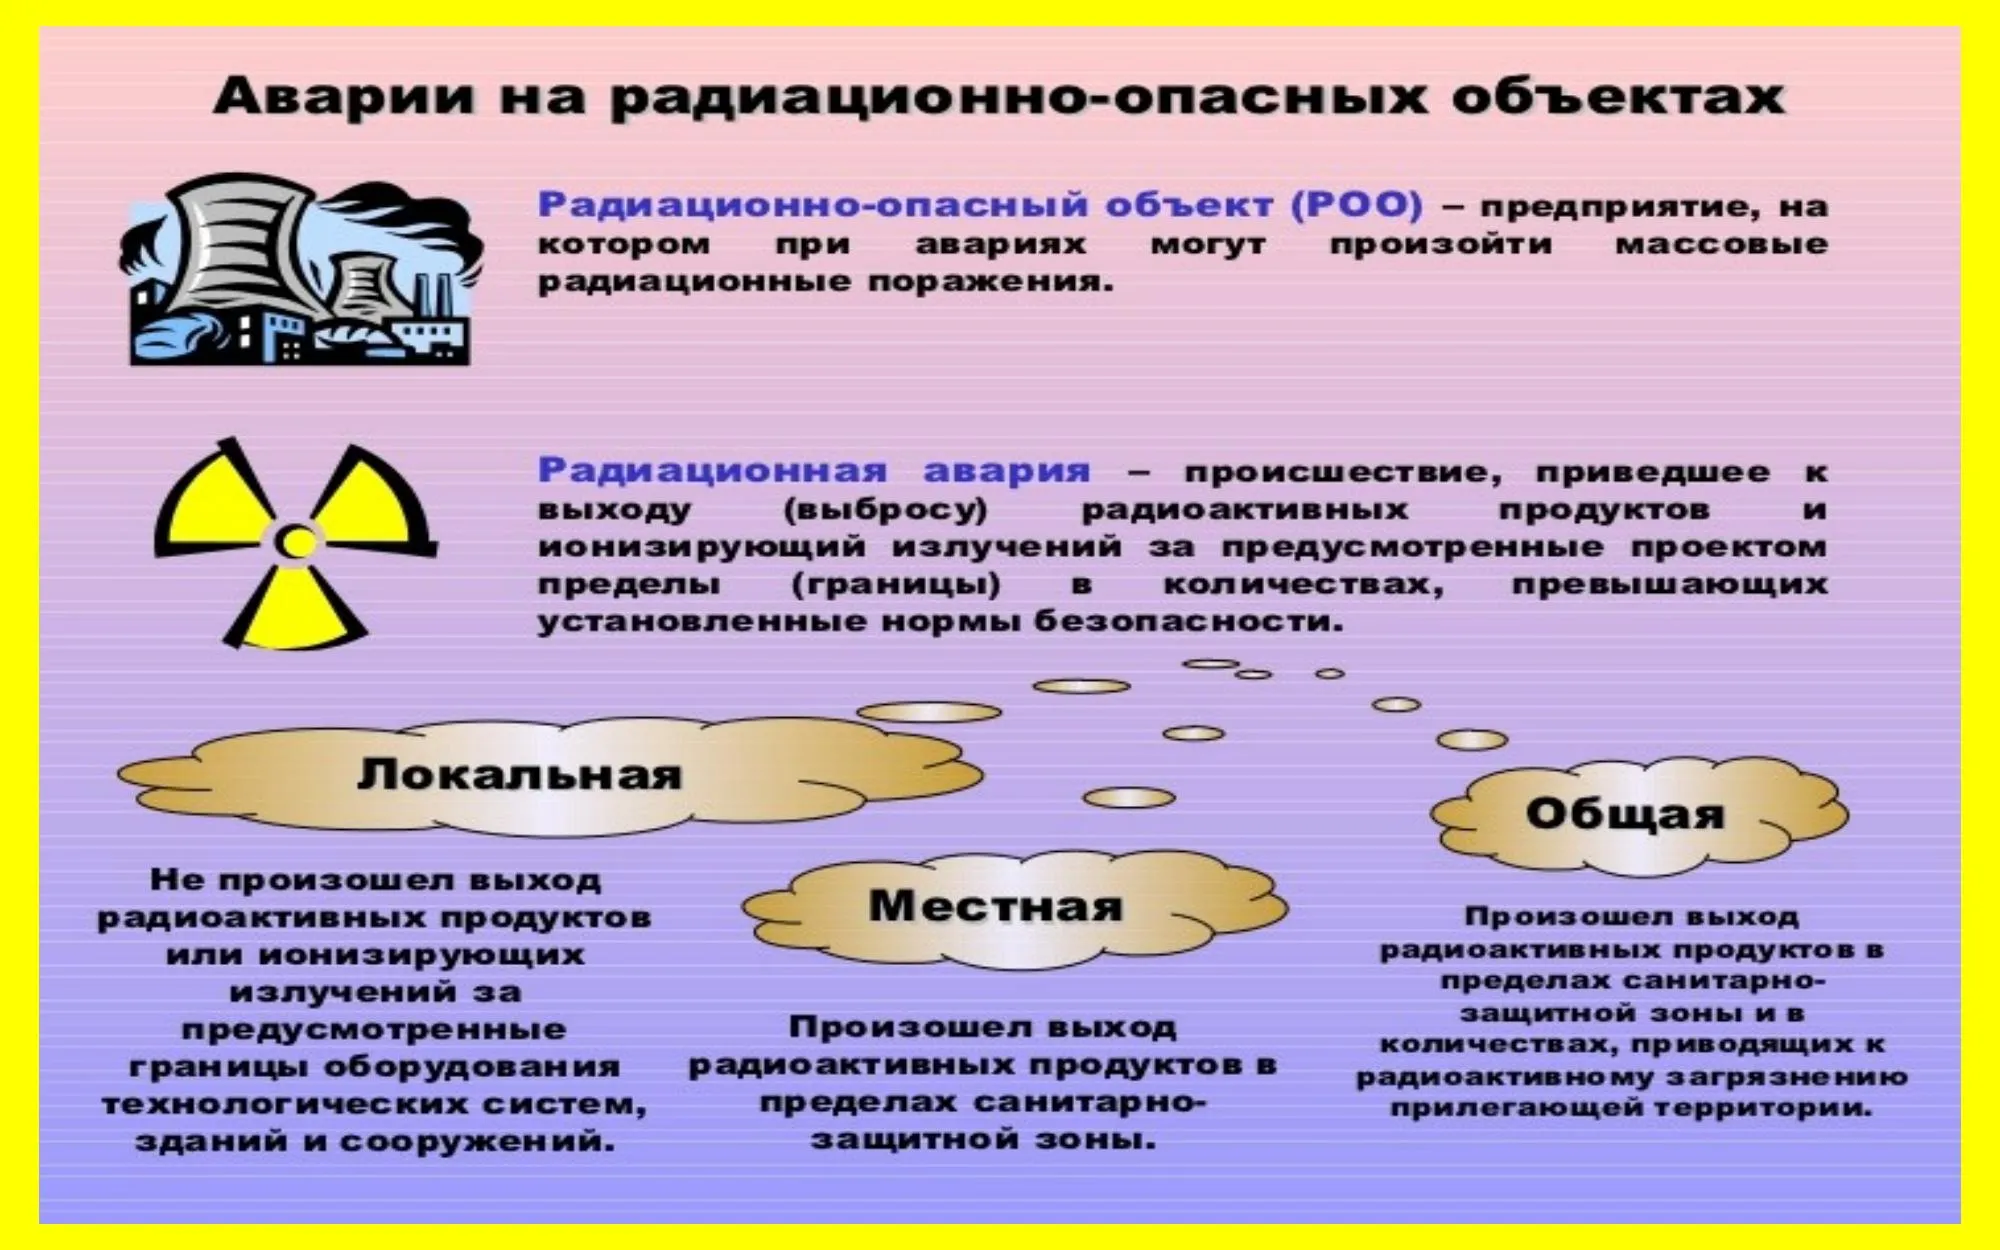 Аварии на радиационно-опасных объектах
Радиационно-опасный объект (РОО) – предприятие, на
котором при авариях могут произойти массовые
радиационные поражения.
Радиационная авария – происшествие, приведшее к
выходу (выбросу) радиоактивных продуктов и
ионизирующий излучений за предусмотренные проектом
пределы (границы) в количествах, превышающих
установленные нормы безопасности.
Локальная
Не произошел выход
радиоактивных продуктов
или ионизирующих
излучений за
предусмотренные
границы оборудования
технологических систем,
зданий и сооружений.
Местная
Произошел выход
радиоактивных продуктов в
пределах санитарно-
защитной зоны.
Общая
Произошел выход
радиоактивных продуктов в
пределах санитарно-
защитной зоны и в
количествах, приводящих к
радиоактивному загрязнению
прилегающей территории.